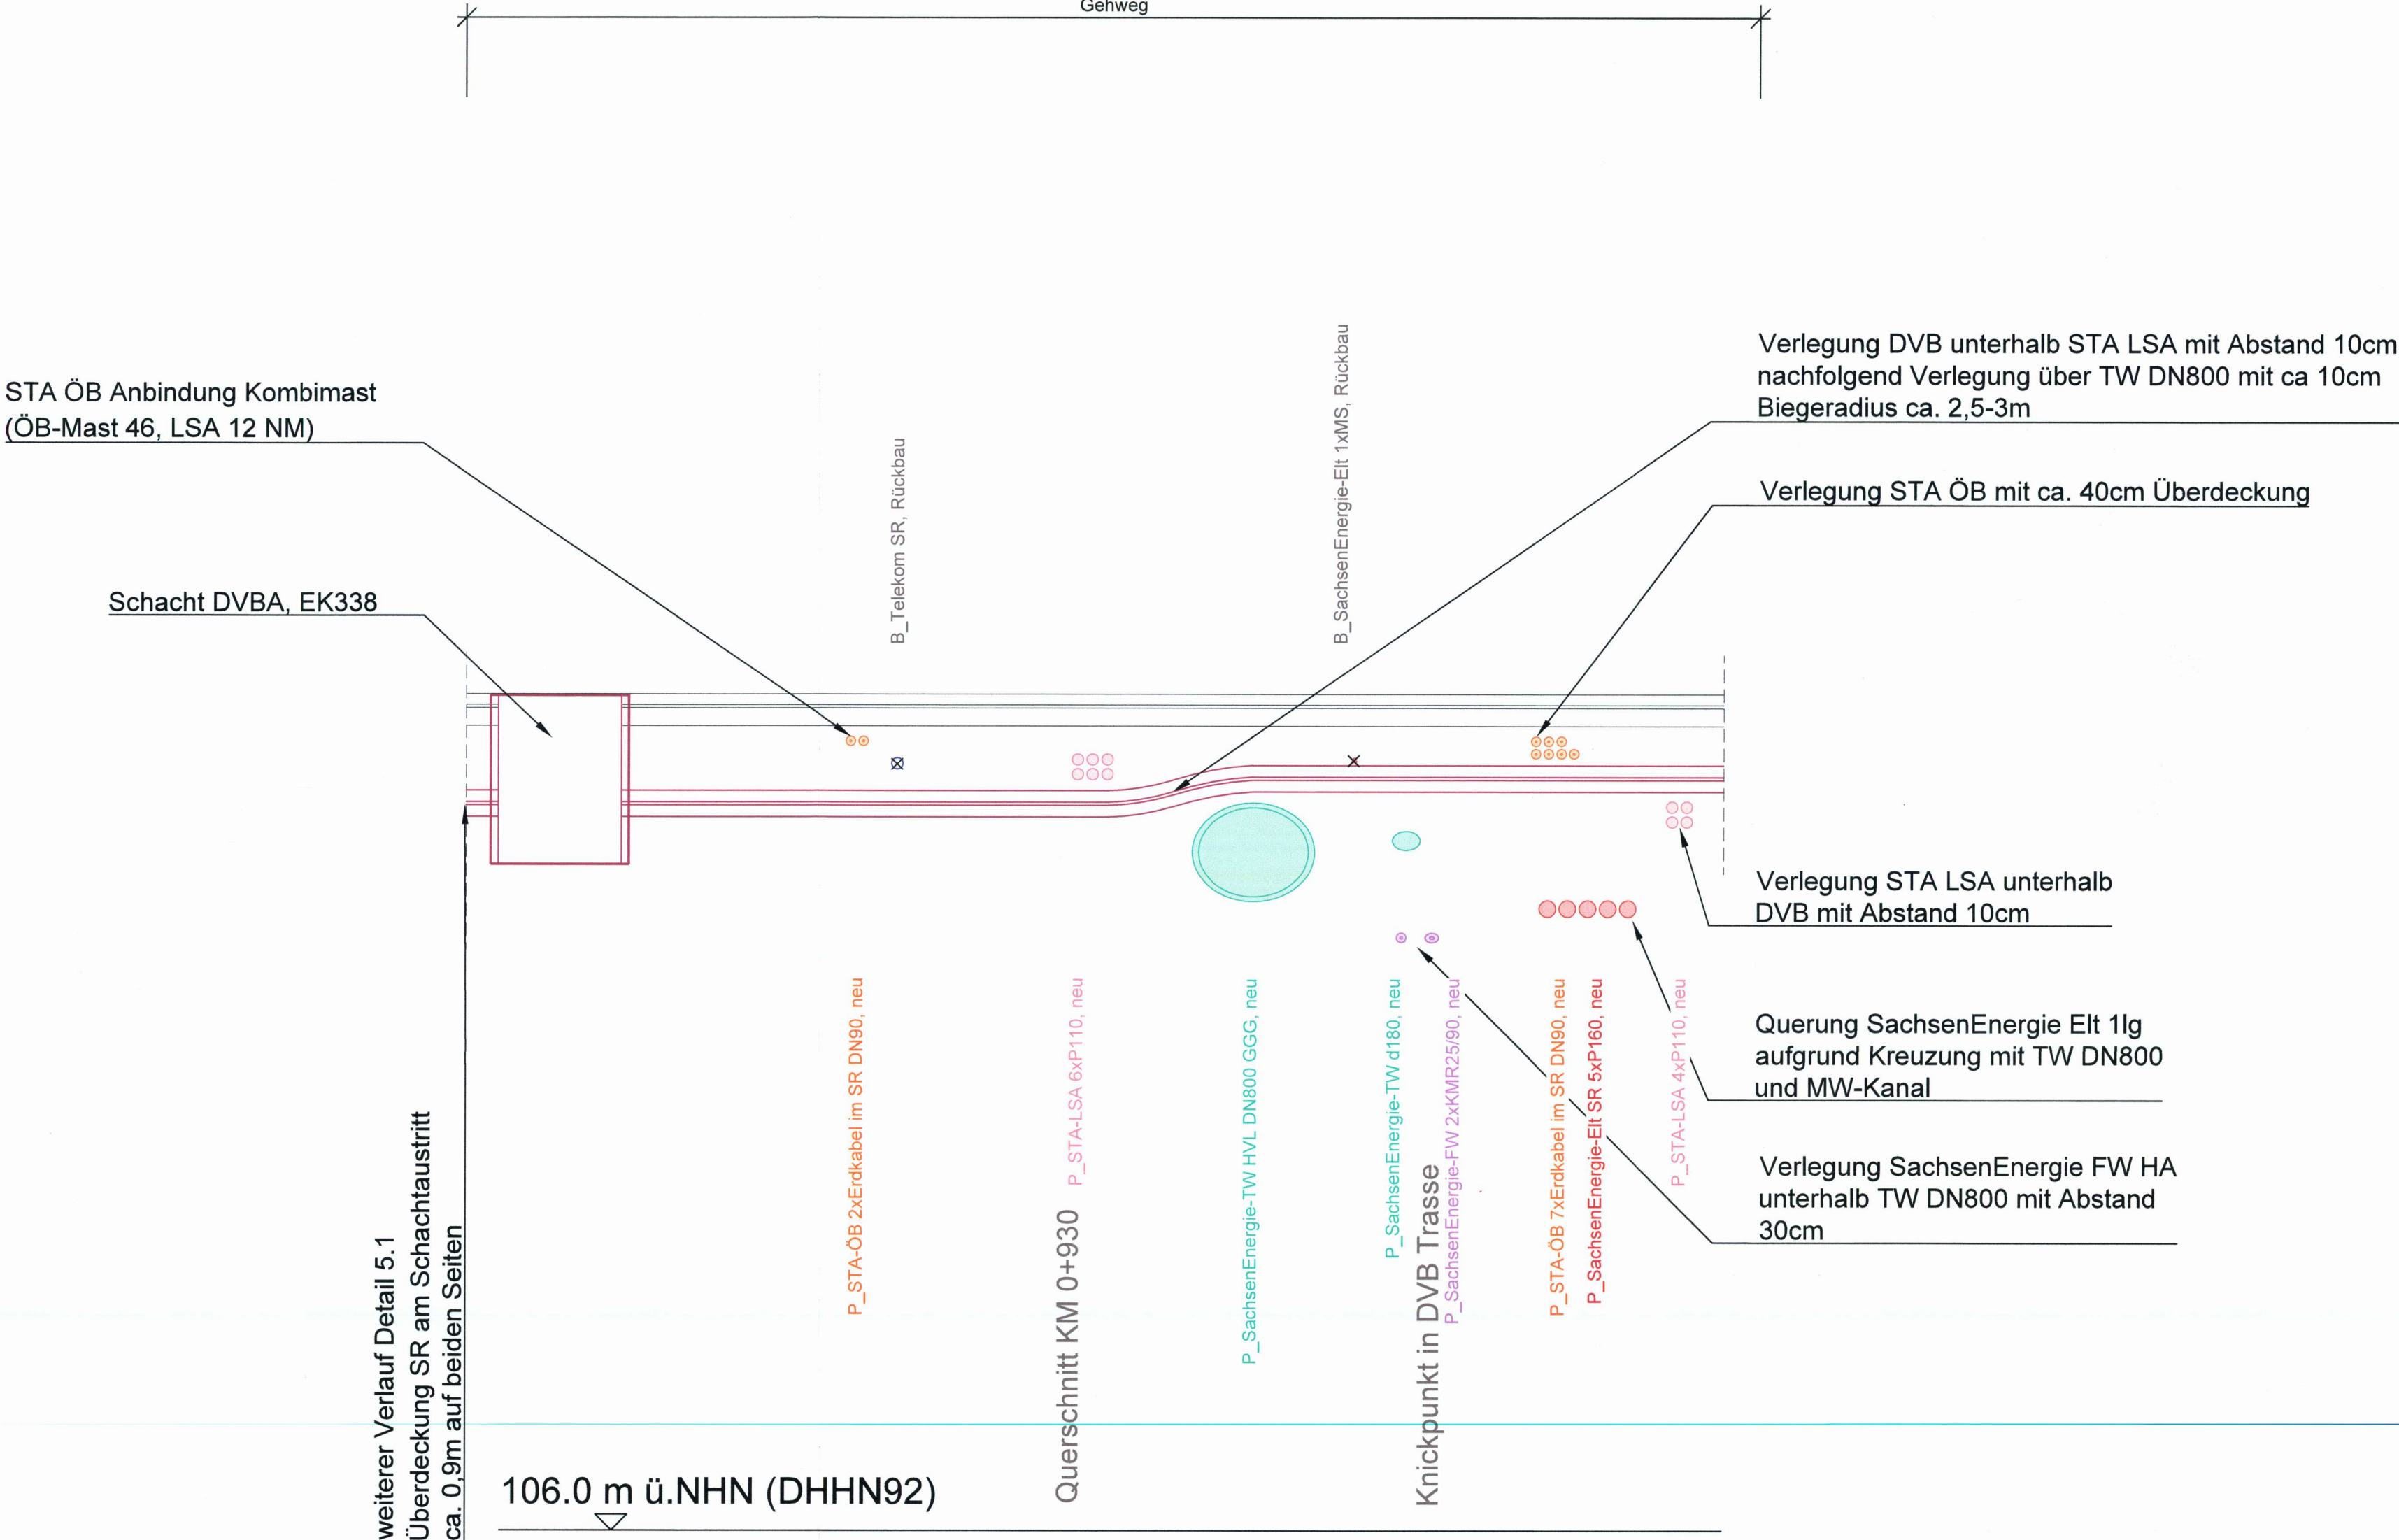 Gehweg
STA ÖB Anbindung Kombimast
(ÖB-Mast 46, LSA 12 NM)
Schacht DVBA, EK338
B_Telekom SR, Rückbau
B_SachsenEnergie-Elt 1xMS, Rückbau
Verlegung DVB unterhalb STA LSA mit Abstand 10cm
nachfolgend Verlegung über TW DN800 mit ca 10cm
Biegeradius ca. 2,5-3m
Verlegung STA ÖB mit ca. 40cm Überdeckung
Verlegung STA LSA unterhalb
DVB mit Abstand 10cm
Querung SachsenEnergie Elt 1lg
aufgrund Kreuzung mit TW DN800
und MW-Kanal
Verlegung SachsenEnergie FW HA
unterhalb TW DN800 mit Abstand
30cm
weiterer Verlauf Detail 5.1
Überdeckung SR am Schachtaustritt
ca. 0,9m auf beiden Seiten
P_STA-ÖB 2xErdkabel im SR DN90, neu
Querschnitt KM 0+930
P_STA-LSA 6xP110, neu
P_SachsenEnergie-TW HVL DN800 GGG, neu
P_SachsenEnergie-TW d180, neu
Knickpunkt in DVB Trasse
P_SachsenEnergie-FW 2xKMR25/90, neu
P_STA-ÖB 7xErdkabel im SR DN90, neu
P_SachsenEnergie-Elt SR 5xP160, neu
P_STA-LSA 4xP110, neu
106.0 m ü.NHN (DHHN92)